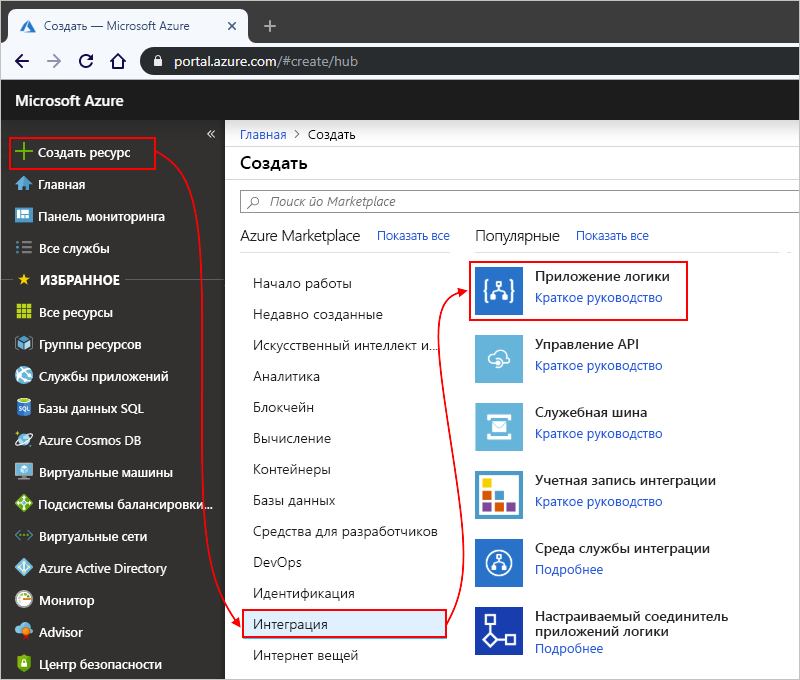 Создать — Microsoft Azure
portal.azure.com/#create/hub
Microsoft Azure
Создать ресурс
Главная
Панель мониторинга
Все службы
ИЗБРАННОЕ
Все ресурсы
Группы ресурсов
Службы приложений
Базы данных SQL
Azure Cosmos DB
Виртуальные машины
Подсистемы балансировки...
Виртуальные сети
Azure Active Directory
Монитор
Advisor
Центр безопасности
Главная > Создать
Создать
Поиск йо Marketplace
Azure Marketplace Показать все
Начало работы
Недавно созданные
Искусственный интеллект и...
Аналитика
Блокчейн
Вычисление
Контейнеры
Базы данных
Средства для разработчиков
DevOps
Идентификация
Интеграция
Интернет вещей
Популярные Показать все
Приложение логики
Краткое руководство
Управление API
Краткое руководство
Служебная шина
Краткое руководство
Учетная запись интеграции
Краткое руководство
Среда службы интеграции
Подробнее
Настраиваемый соединитель
приложений логики
Подробнее